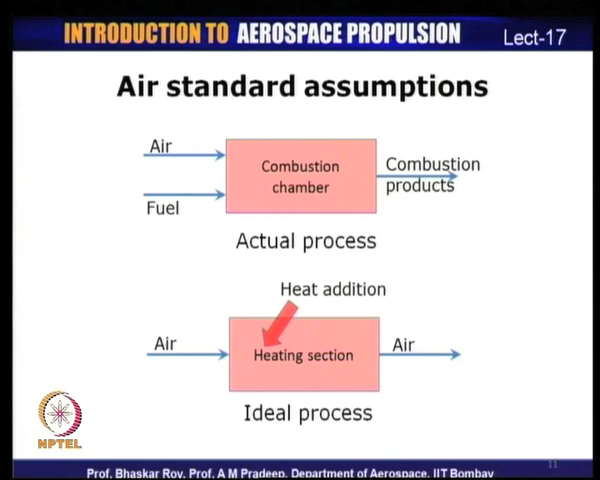 INTRODUCTION TO AEROSPACE PROPULSION
Lect-17
Air standard assumptions
Air
Fuel
Combustion
chamber
Combustion
products
Actual process
Heat addition
Air
Heating section
Air
Ideal process
NPTEL
Prof. Bhaskar Roy, Prof. A M Pradeep, Department of Aerospace, IIT Bombay
11